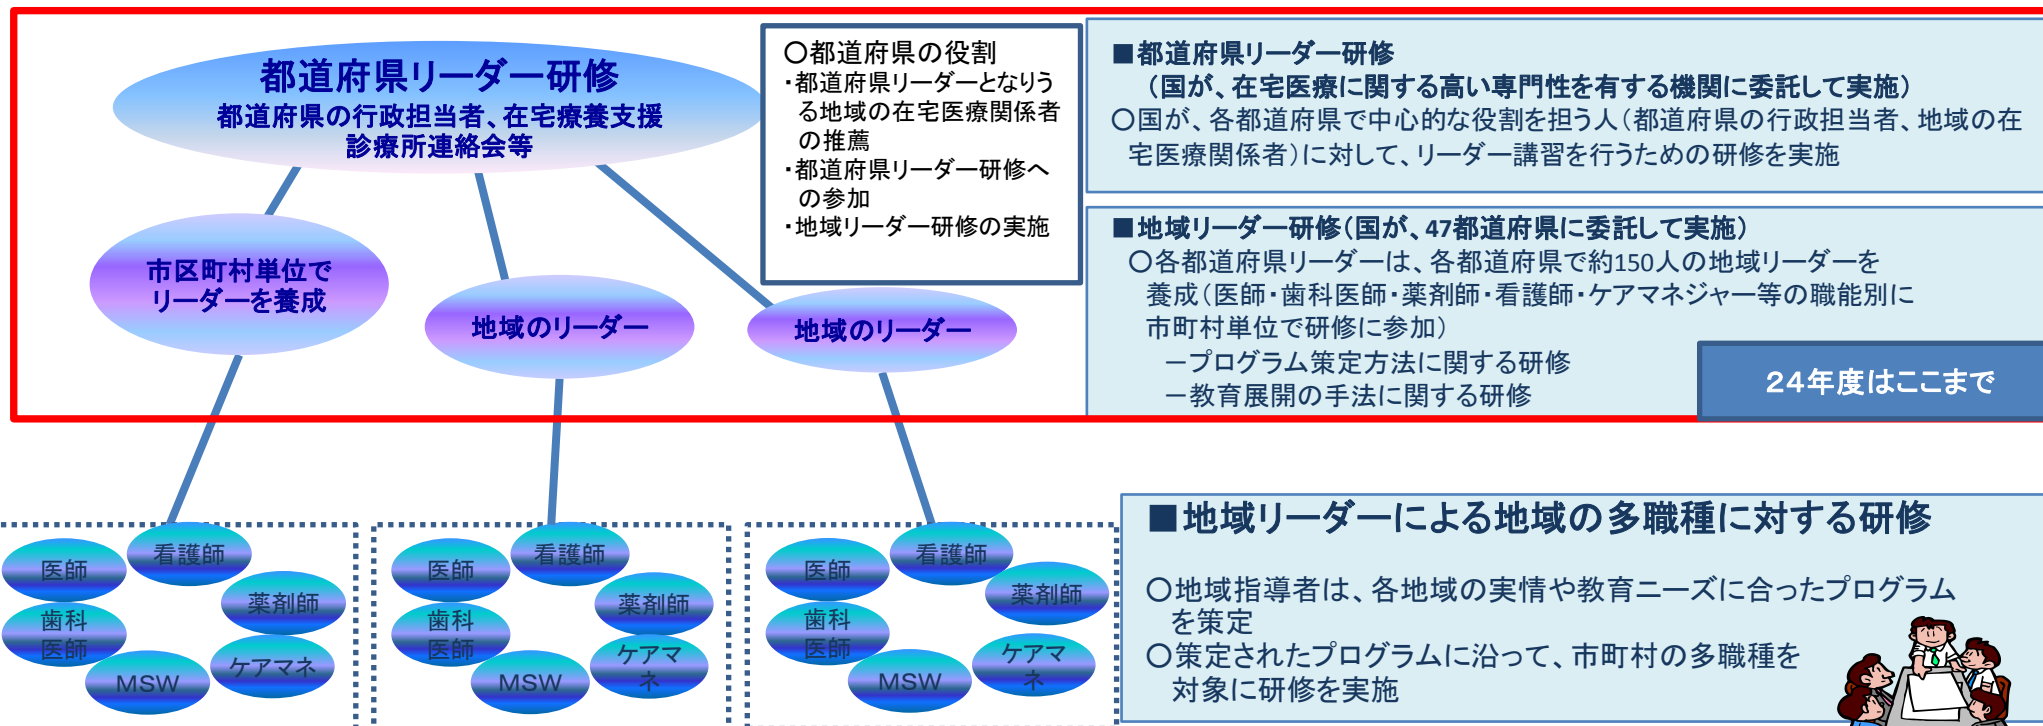 都道府県リーダー研修
都道府県の行政担当者、在宅療養支援
診療所連絡会等
市区町村単位で
リーダーを養成
地域のリーダー
地域のリーダー
〇都道府県の役割
・都道府県リーダーとなりう
る地域の在宅医療関係者
の推薦
・都道府県リーダー研修へ
の参加
・地域リーダー研修の実施
■都道府県リーダー研修
（国が、在宅医療に関する高い専門性を有する機関に委託して実施）
〇国が、各都道府県で中心的な役割を担う人（都道府県の行政担当者、地域の在
宅医療関係者）に対して、リーダー講習を行うための研修を実施
■地域リーダー研修（国が、47都道府県に委託して実施）
〇各都道府県リーダーは、各都道府県で約150人の地域リーダーを
養成（医師・歯科医師・薬剤師・看護師・ケアマネジャー等の職能別に
市町村単位で研修に参加）
－プログラム策定方法に関する研修
－教育展開の手法に関する研修
２４年度はここまで
医師
看護師
薬剤師
歯科
医師
ケアマネ
MSW
医師
看護師
薬剤師
歯科
医師
ケアマ
ネ
MSW
医師
看護師
薬剤師
歯科
医師
ケアマ
ネ
MSW
■地域リーダーによる地域の多職種に対する研修
〇地域指導者は、各地域の実情や教育ニーズに合ったプログラム
を策定
〇策定されたプログラムに沿って、市町村の多職種を
対象に研修を実施